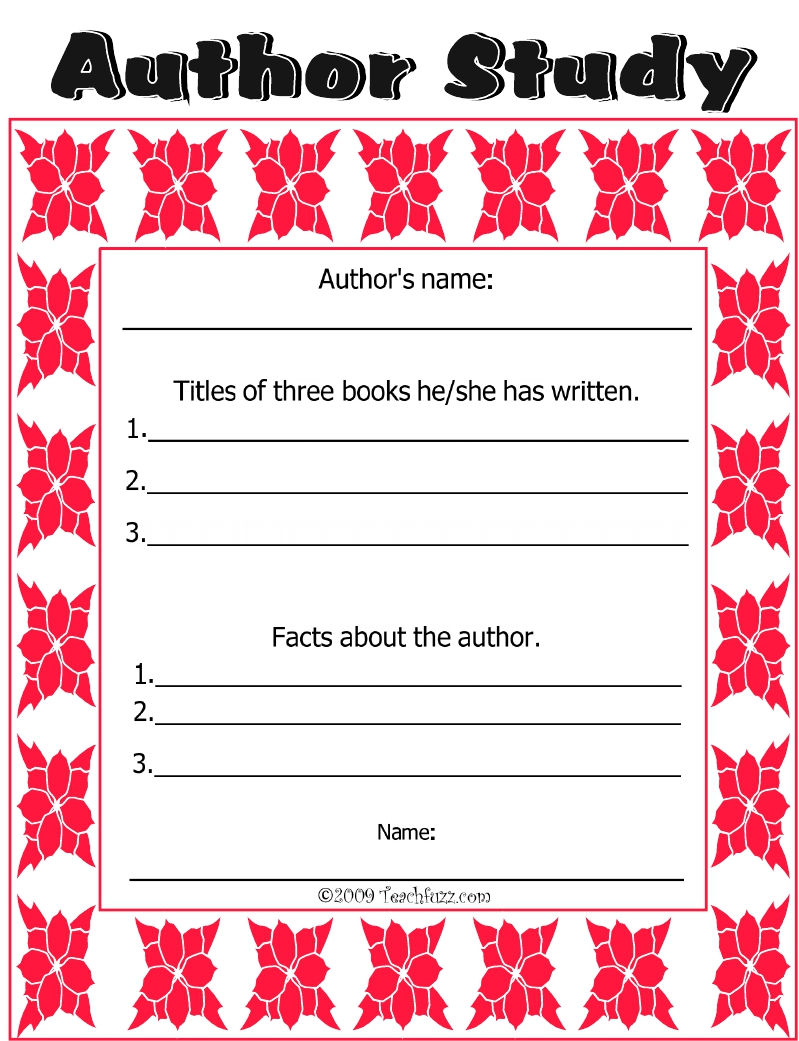 Author Study
Author's name:
Titles of three books he/she has written.
1.
2.
3.
Facts about the author.
1.
2.
3.
Name:
©2009 Teachfuzz.com